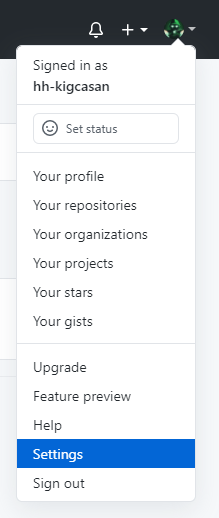 Signed in as
hh-kigcasan
Set status
Your profile
Your repositories
Your organizations
Your projects
Your stars
Your gists
Upgrade
Feature preview
Help
Settings
Sign out